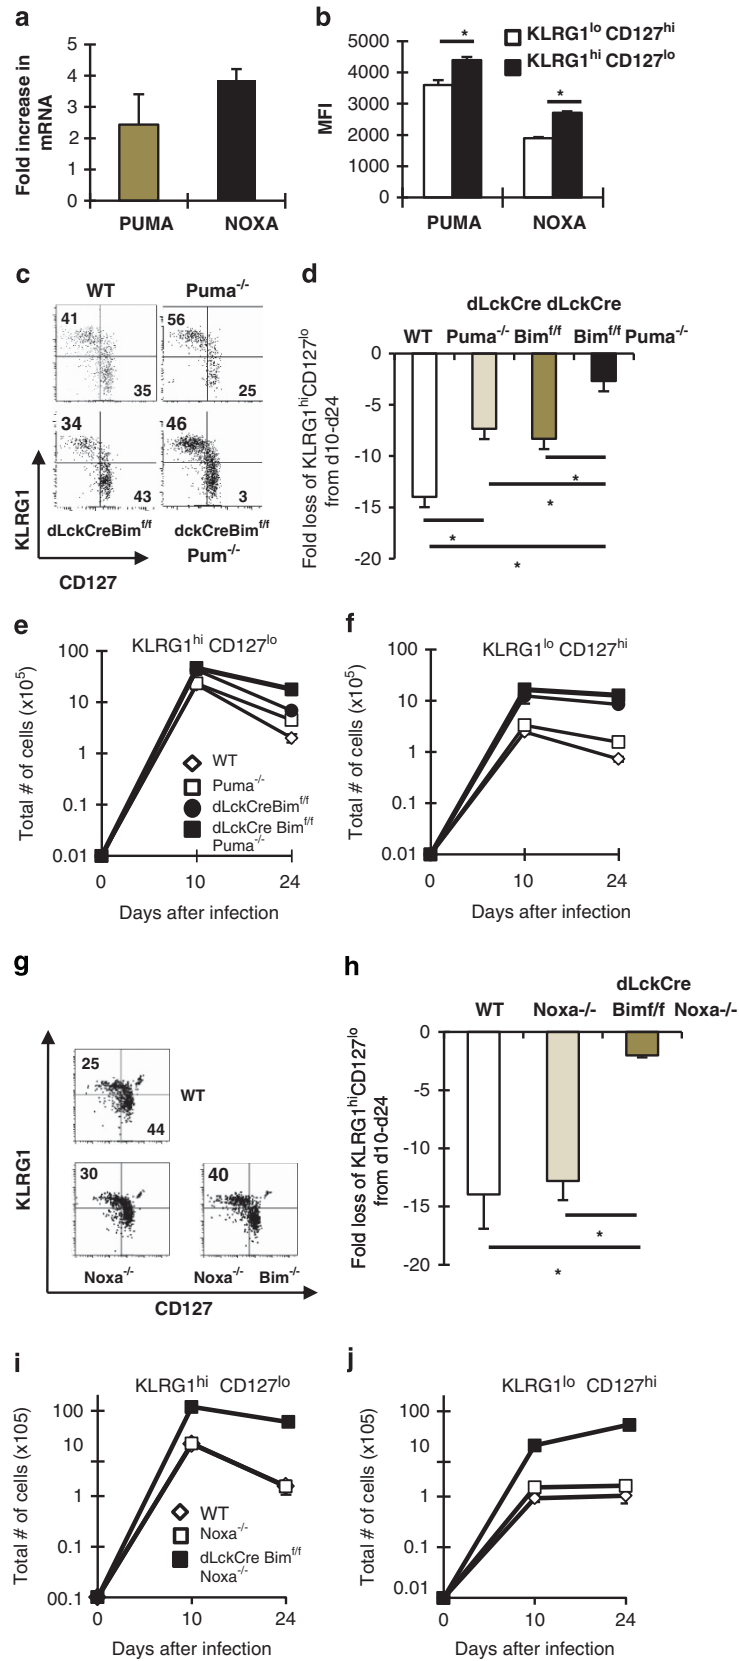 a
5
4
3
2
1
0
Fold increase in
mRNA
PUMA NOXA
b
5000
4000
3000
2000
1000
0
MFI
* *
PUMA NOXA
KLRG1lo CD127hi
KLRG1hi CD127lo
c
WT Puma-/-
41 35
56 25
34 43
46 3
dLckCreBimf/f dckCreBimf/f
Pum-/-
KLRG1
CD127
d
dLckCre dLckCre
WT Puma-/- Bimf/f Bimf/f Puma-/-
0
-5
-10
-15
-20
Fold loss of KLRG1hiCD127lo
from d10-d24
*
*
*
*
e
KLRG1hi CD127lo
100
10
1
0.1
0.01
Total # of cells (x105)
WT
Puma-/-
dLckCreBimf/f
dLckCre Bimf/f
Puma-/-
0 10 24
Days after infection
f
KLRG1lo CD127hi
100
10
1
0.1
0.01
Total # of cells (x105)
0 10 24
Days after infection
g
25 44
WT
30
40
KLRG1
Noxa-/- Noxa-/- Bim-/-
CD127
h
dLckCre
WT Noxa-/- Bimf/f Noxa-/-
0
-5
-10
-15
-20
Fold loss of KLRG1hiCD127lo
from d10-d24
*
*
i
KLRG1hi CD127lo
100
10
1
0.1
00.1
Total # of cells (x105)
WT
Noxa-/-
dLckCre Bimf/f
Noxa-/-
0 10 24
Days after infection
j
KLRG1lo CD127hi
100
10
1
0.1
0.01
Total # of cells (x105)
0 10 24
Days after infection